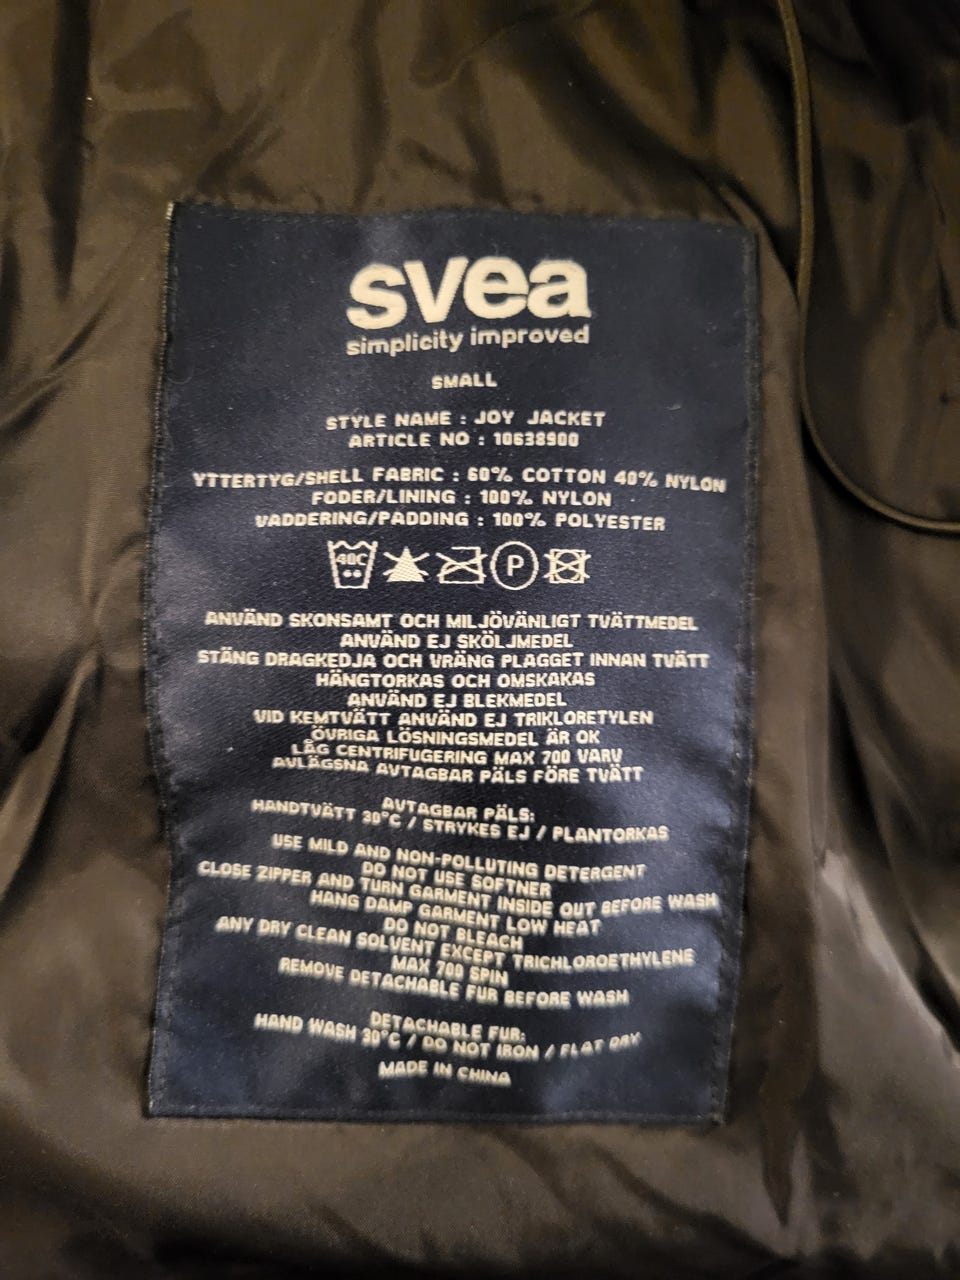 svea
simplicity improved
SMALL
STYLE NAME : JOY JACKET
ARTICLE NO : 10638900
YTTERTYG/SHELL FABRIC : 60% COTTON 40% NYLON
FODER/LINING : 100% NYLON
VADDERING/PADDING : 100% POLYESTER
40C P
ANVÄND SKONSAMT OCH MILJÖVÄNLIGT TVÄTTMEDEL
ANVÄND EJ SKÖLJMEDEL
STÄNG DRAGKEDJA OCH VRÄNG PLAGGET INNAN TVÄTT
HÄNGTORKAS OCH OMSKAKAS
ANVÄND EJ BLEKMEDEL
VID KEMTVÄTT ANVÄND EJ TRIKLORETYLEN
ÖVRIGA LÖSNINGSMEDEL ÄR OK
LÅG CENTRIFUGERING MAX 700 VARV
AVLÄGSNA AVTAGBAR PÄLS FÖRE TVÄTT
AVTAGBAR PÄLS:
HANDTVÄTT 30°C / STRYKES EJ / PLANTORKAS
USE MILD AND NON-POLLUTING DETERGENT
DO NOT USE SOFTNER
CLOSE ZIPPER AND TURN GARMENT INSIDE OUT BEFORE WASH
HANG DAMP GARMENT LOW HEAT
DO NOT BLEACH
ANY DRY CLEAN SOLVENT EXCEPT TRICHLOROETHYLENE
MAX 700 SPIN
REMOVE DETACHABLE FUR BEFORE WASH
DETACHABLE FUR:
HAND WASH 30°C / DO NOT IRON / FLAT DRY
MADE IN CHINA